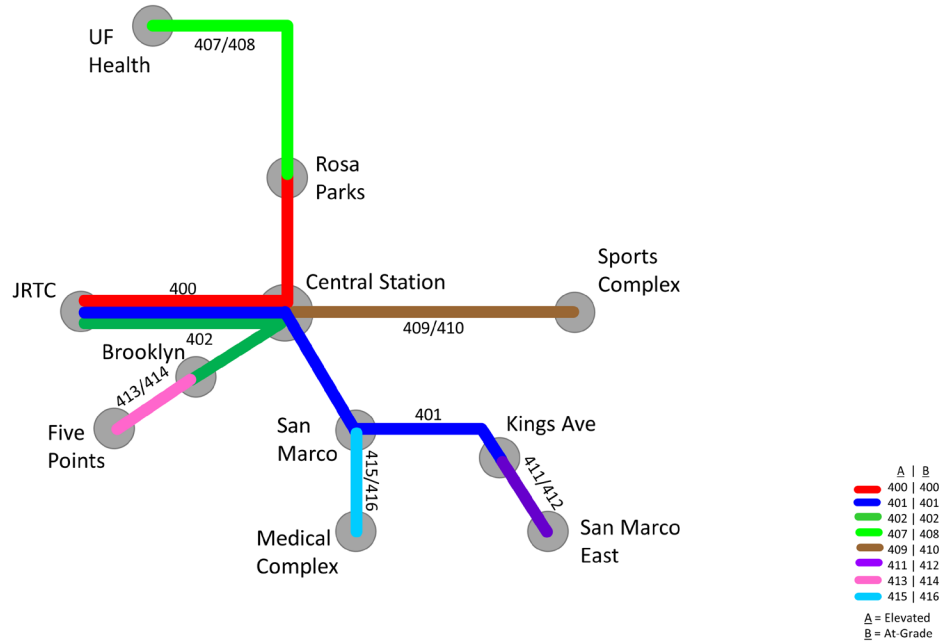 UF
Health
407/408
Rosa
Parks
Central Station
Sports
Complex
JRTC
400
409/410
402
Brooklyn
413/414
Five
Points
San
Marco
401
Kings Ave
415/416
411/412
Medical
Complex
San Marco
East
A | B
400 | 400
401 | 401
402 | 402
407 | 408
409 | 410
411 | 412
413 | 414
415 | 416
A = Elevated
B = At-Grade